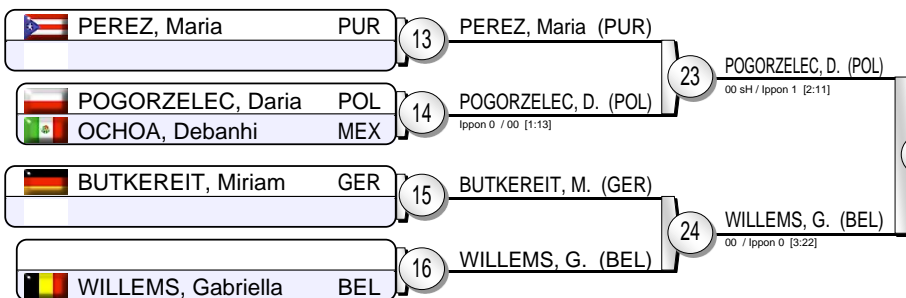 PEREZ, Maria PUR
13
PEREZ, Maria (PUR)
23
POGORZELEC, D. (POL)
00 sH / Ippon 1 [2:11]
POGORZELEC, Daria POL
OCHOA, Debanhi MEX
14
POGORZELEC, D. (POL)
Ippon 0 / 00 [1:13]
BUTKEREIT, Miriam GER
15
BUTKEREIT, M. (GER)
24
WILLEMS, G. (BEL)
00 / Ippon 0 [3:22]
WILLEMS, Gabriella BEL
16
WILLEMS, G. (BEL)